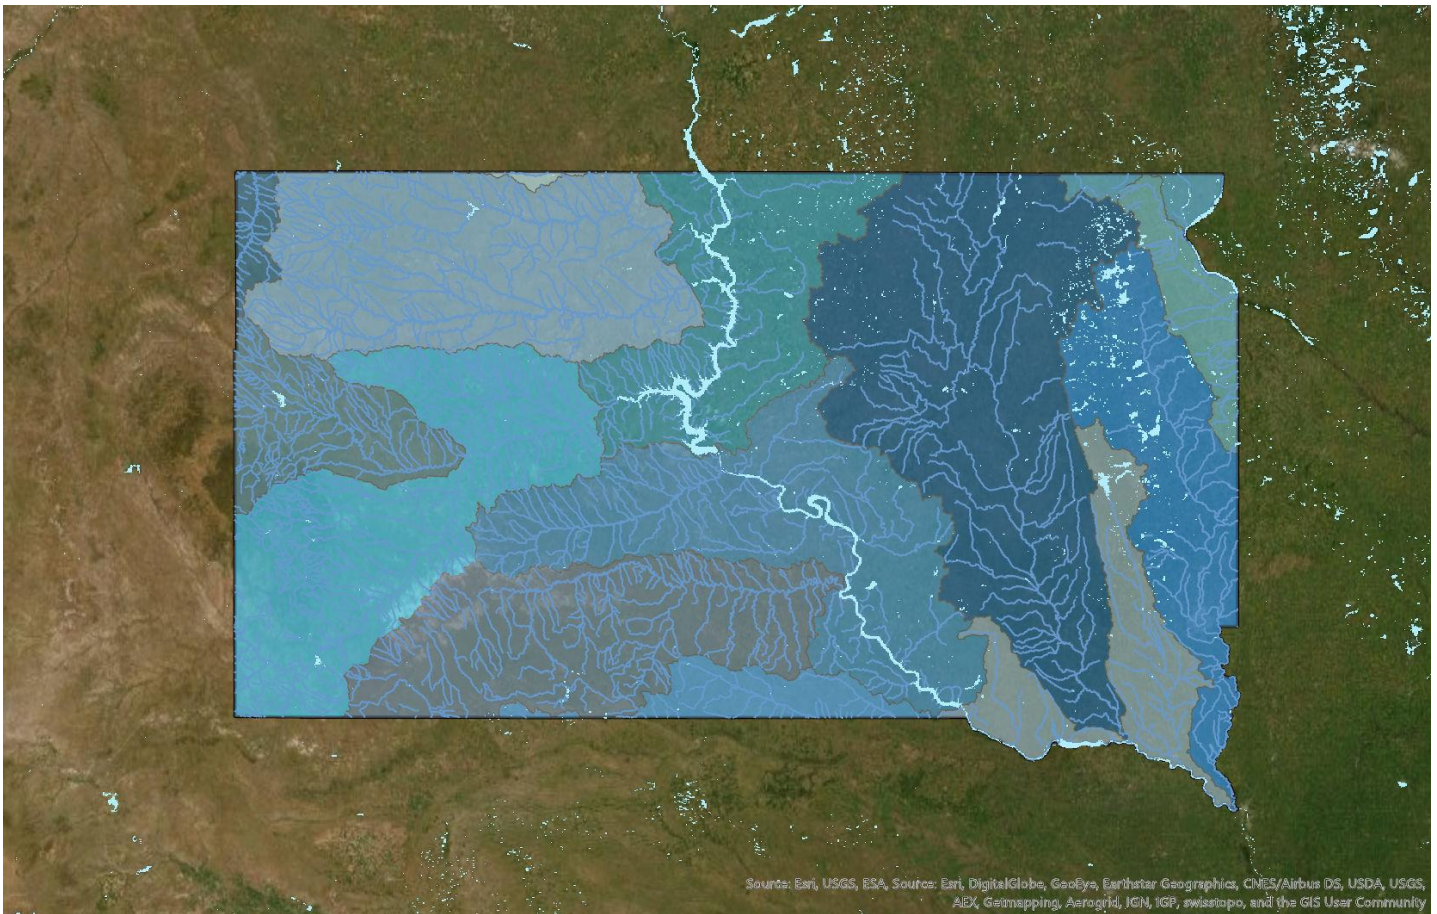 Source: Esri, USGS, ESA, Source: Esri, DigitalGlobe, GeoEye, Earthstar Geographics, CNES/Airbus DS, USDA, USGS,
AEX, Getmapping, Aerogrid, IGN, IGP, swisstopo, and the GIS User Community